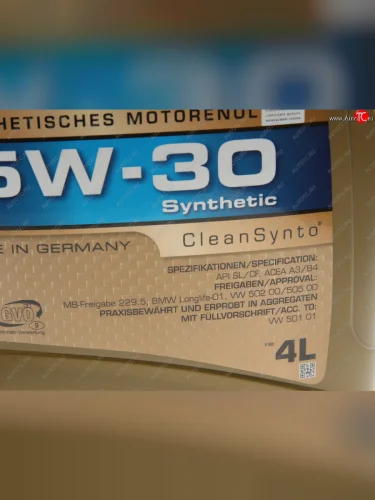 HETISCHES MOTORENÖL
5W-30
Synthetic
CleanSynto®
E IN GERMANY
SPEZIFIKATIONEN/SPECIFICATION:
API SL/CF, ACEA A3/B4
FREIGABEN/APPROVAL:
MB-Freigabe 229.5, BMW Longlife-01, VW 502 00/505 00
PRAXISBEWÄHRT UND ERPROBT IN AGGREGATEN
MIT FÜLLVORSCHRIFT/ACC. TO:
VW 501 01
GVÖ
4L